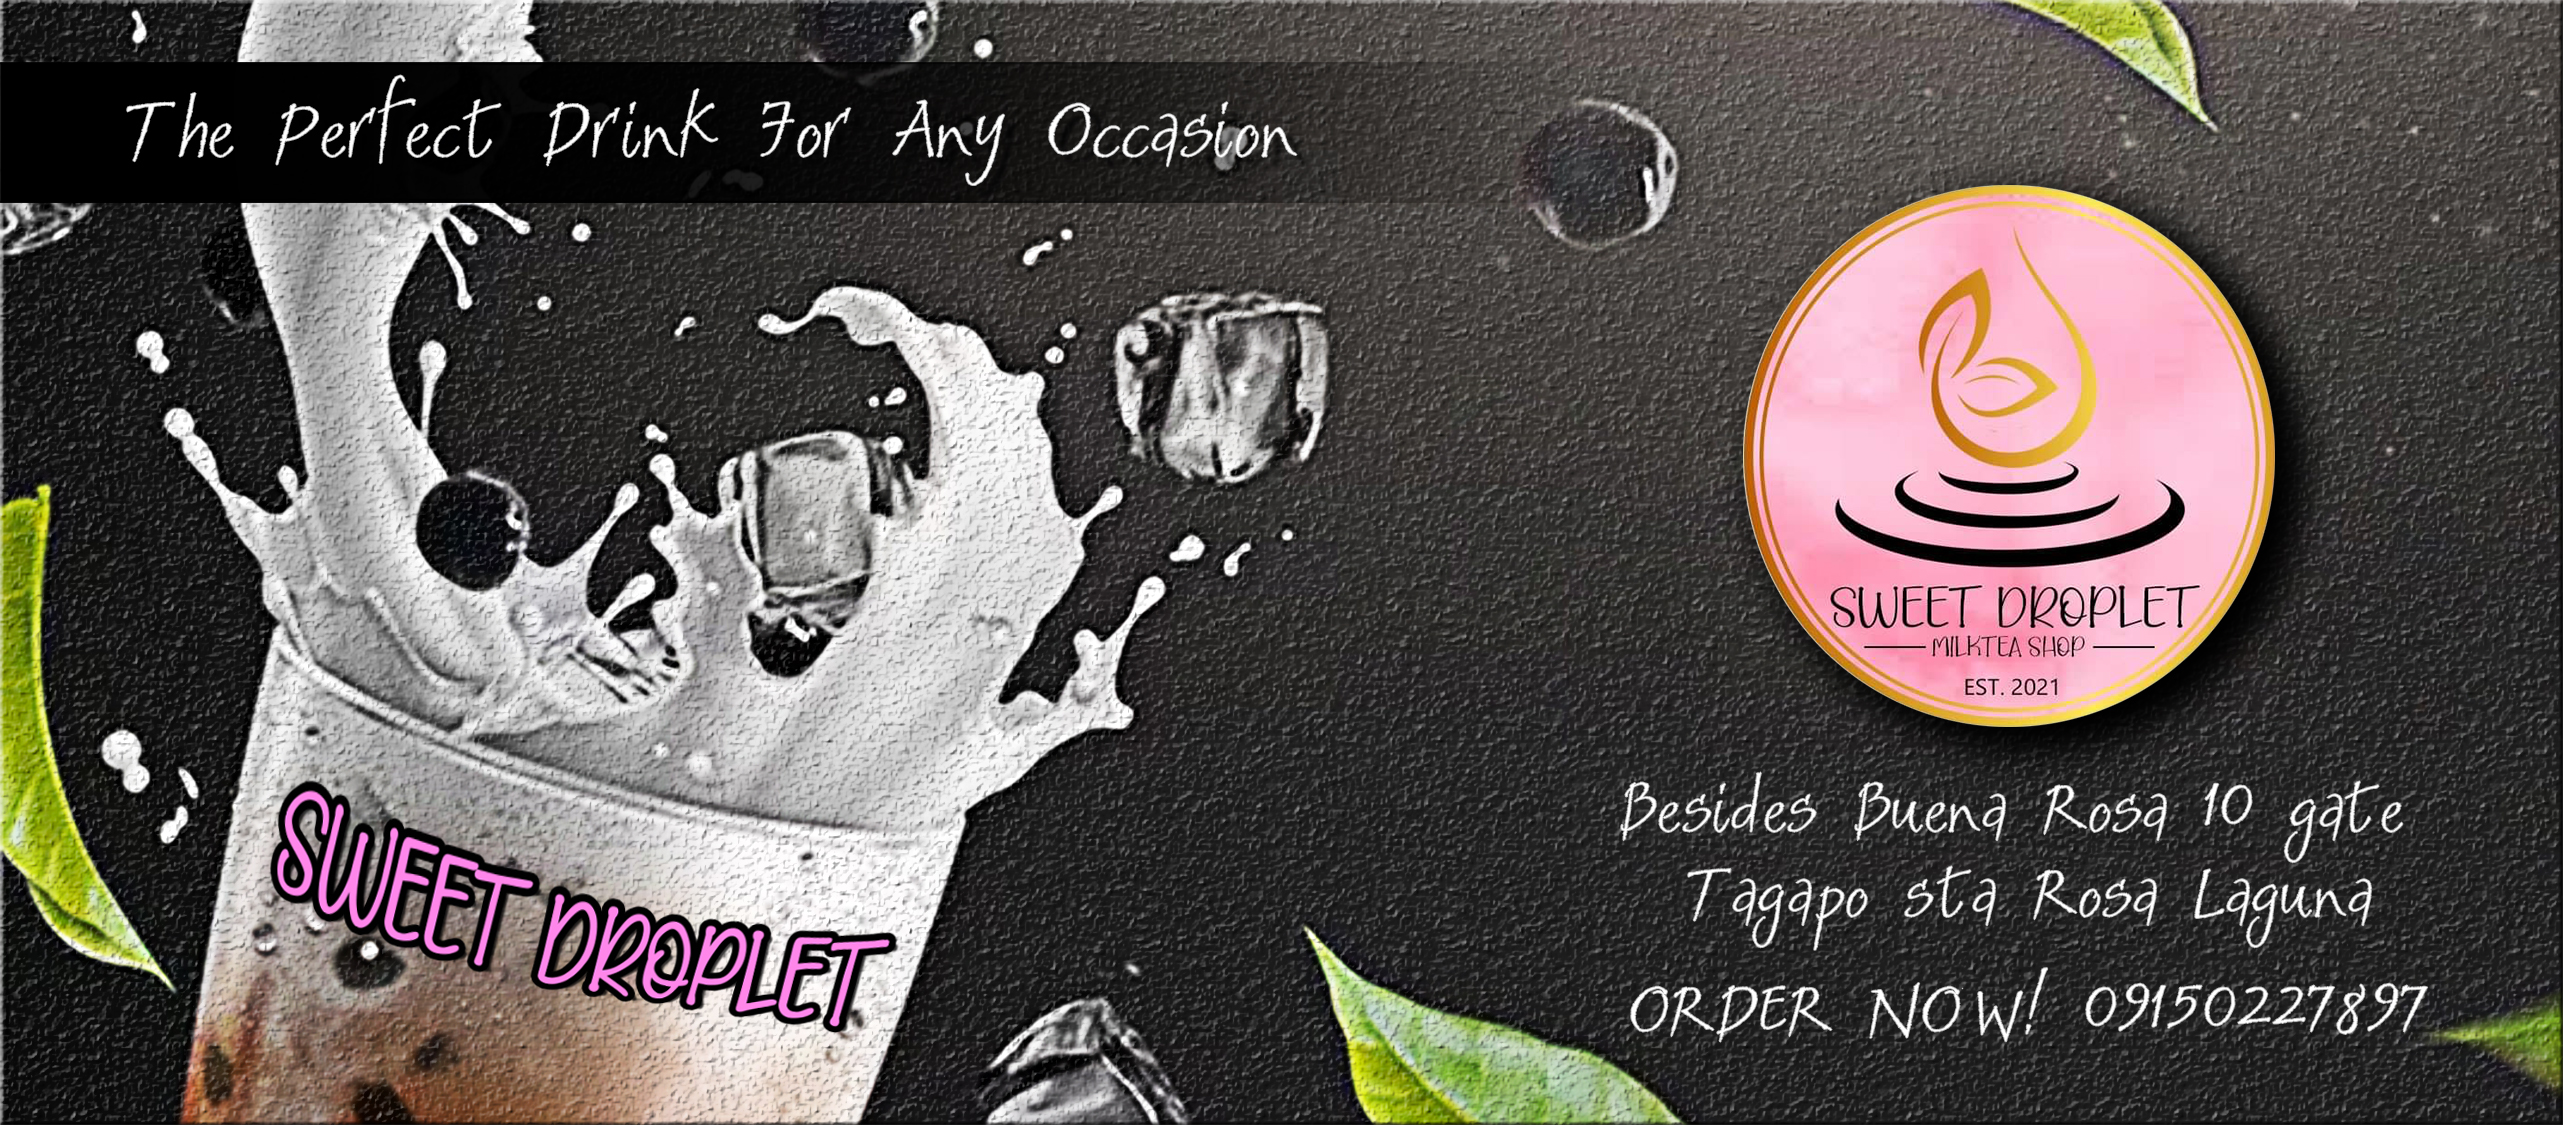 The Perfect Drink For Any Occasion
SWEET DROPLET
MILKTEA SHOP
EST. 2021
SWEET DROPLET
Besides Buena Rosa 10 gate
Tagapo sta Rosa Laguna
ORDER NOW! 09150227897